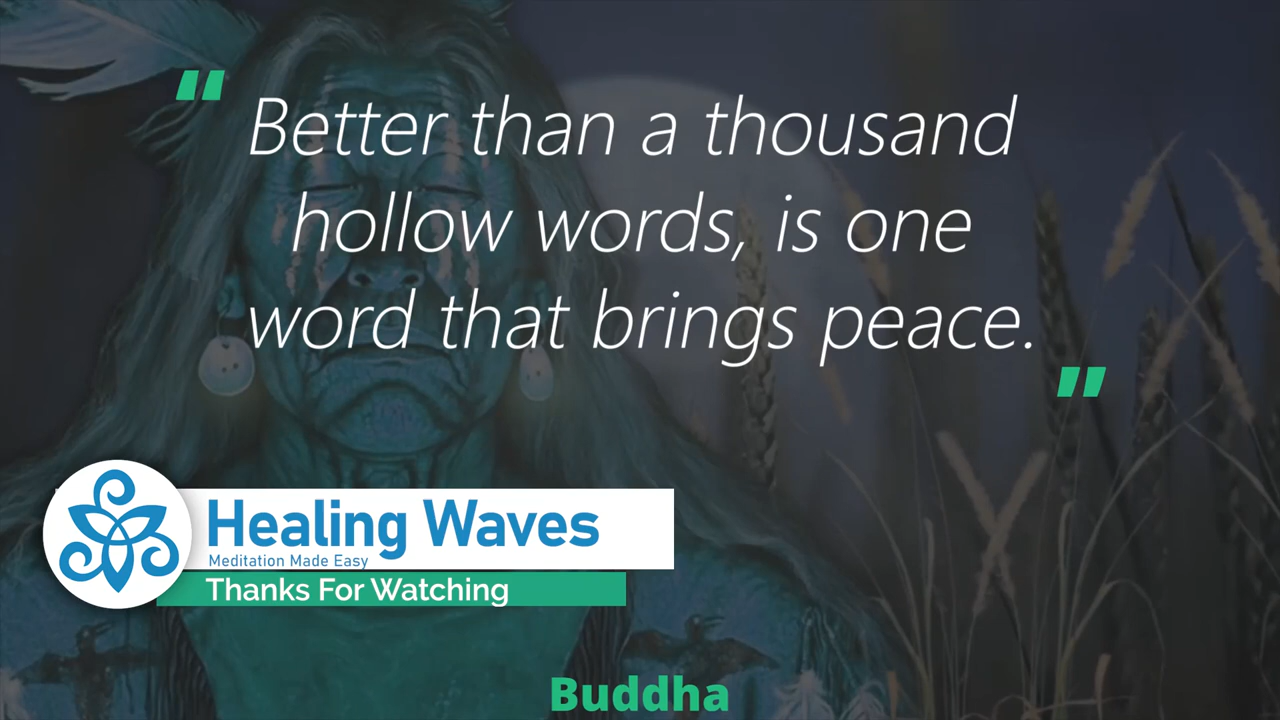 "Better than a thousand
hollow words, is one
word that brings peace."
Healing Waves
Meditation Made Easy
Thanks For Watching
Buddha